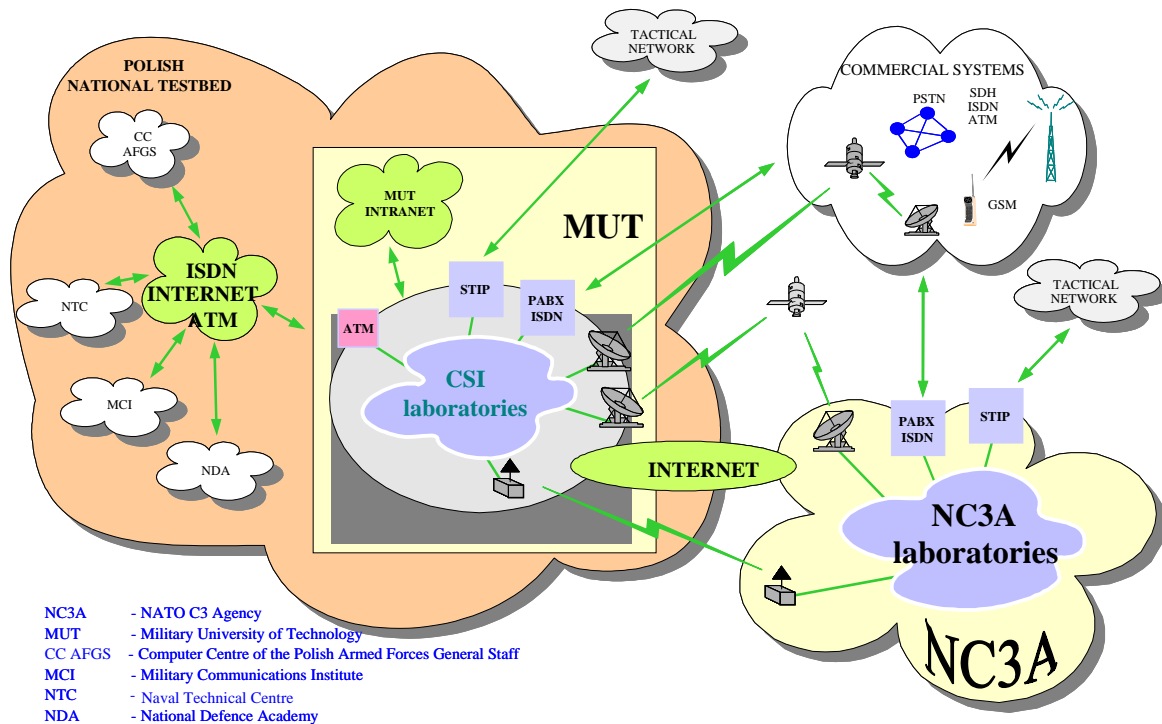 TACTICAL
NETWORK
POLISH
NATIONAL TESTBED
COMMERCIAL SYSTEMS
PSTN
SDH
ISDN
ATM
GSM
CC
AFGS
MUT
INTRANET
MUT
ISDN
INTERNET
ATM
NTC
MCI
NDA
STIP
PABX
ISDN
ATM
CSI
laboratories
TACTICAL
NETWORK
PABX
ISDN
STIP
INTERNET
NC3A
laboratories
NC3A
NC3A - NATO C3 Agency
MUT - Military University of Technology
CC AFGS - Computer Centre of the Polish Armed Forces General Staff
MCI - Military Communications Institute
NTC - Naval Technical Centre
NDA - National Defence Academy